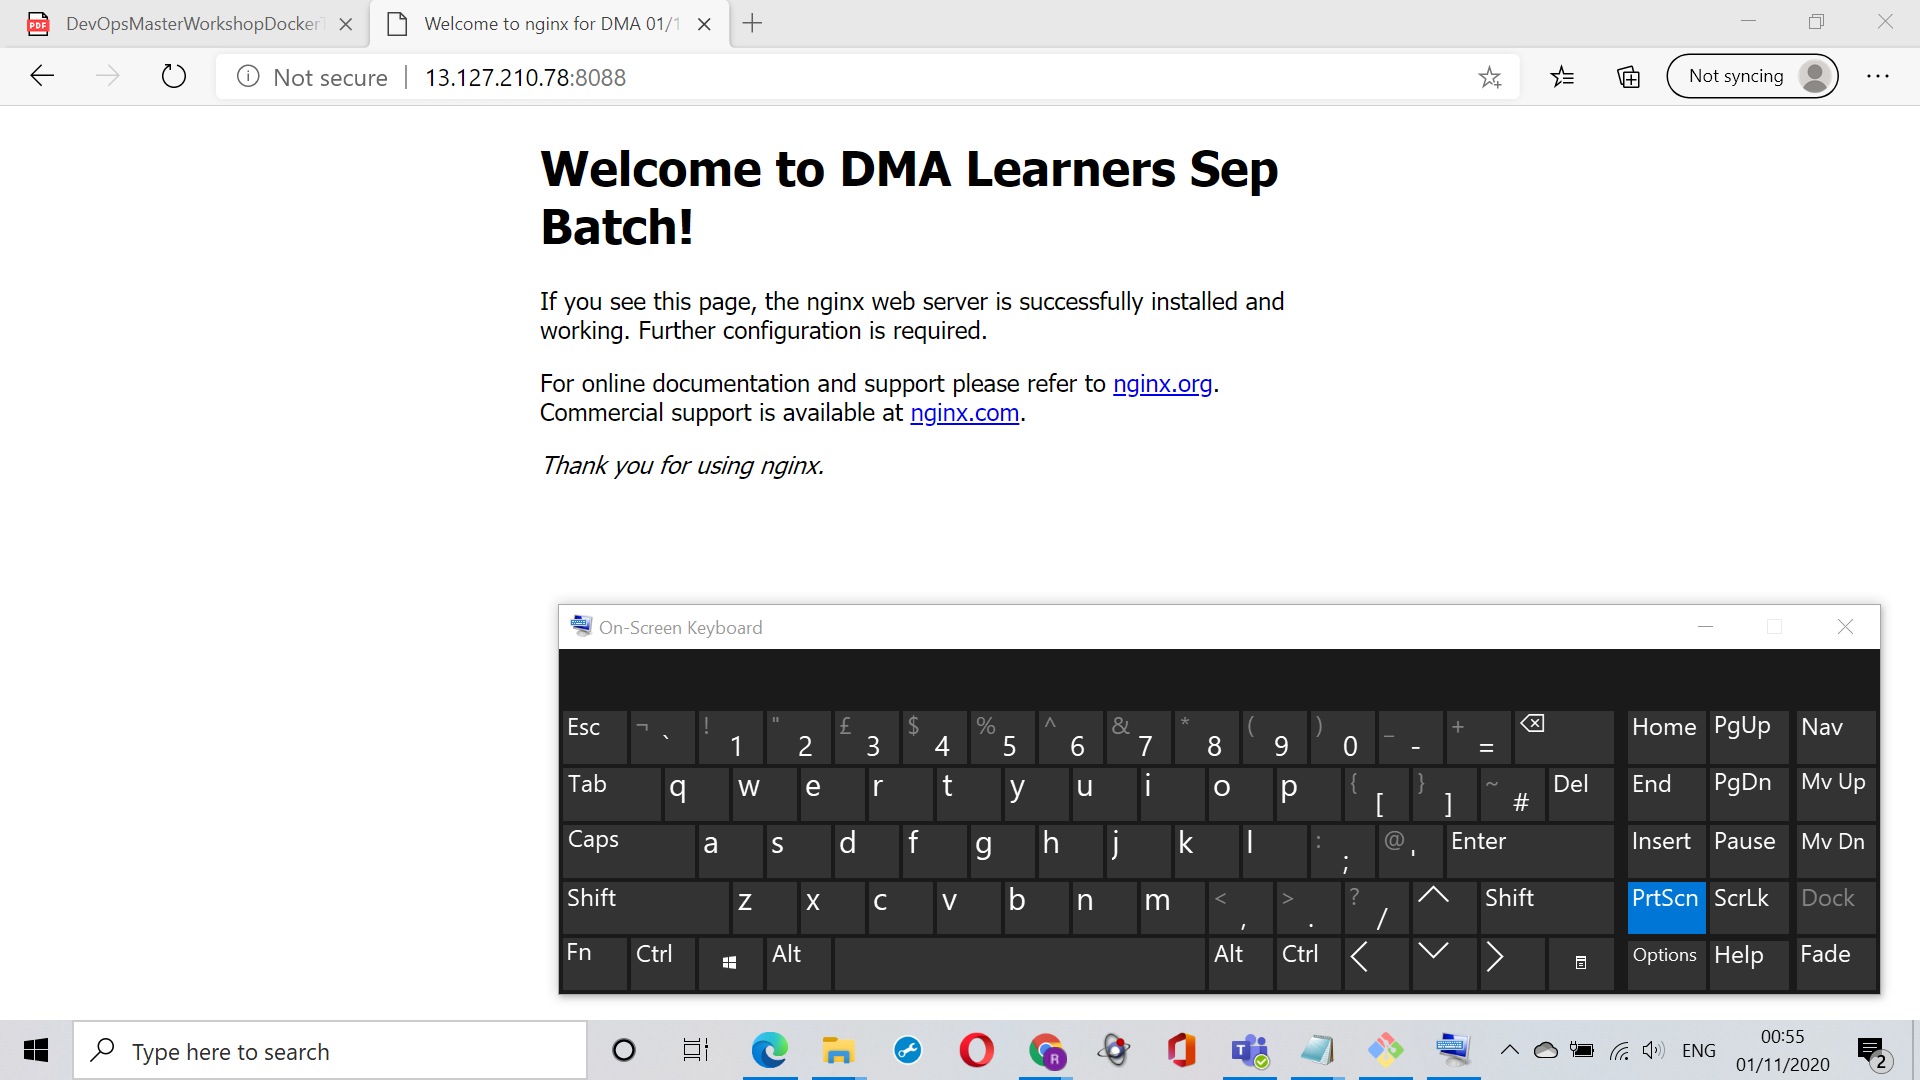 DevOpsMasterWorkshopDocker
Welcome to nginx for DMA 01/1
Not secure
13.127.210.78:8088
Not syncing
Welcome to DMA Learners Sep
Batch!
If you see this page, the nginx web server is successfully installed and
working. Further configuration is required.
For online documentation and support please refer to nginx.org.
Commercial support is available at nginx.com.
Thank you for using nginx.
On-Screen Keyboard
Esc ¬ ` ! 1 " 2 £ 3 $ 4 % 5 ^ 6 & 7 * 8 ( 9 ) 0 _ - + = Home PgUp Nav
Tab q w e r t y u i o p { [ } ] ~ # Del End PgDn Mv Up
Caps a s d f g h j k l : ; @ ' Enter Insert Pause Mv Dn
Shift z x c v b n m < , > . ? / Shift PrtScn ScrLk Dock
Fn Ctrl Alt Alt Ctrl Options Help Fade
Type here to search
ENG
00:55
01/11/2020
2